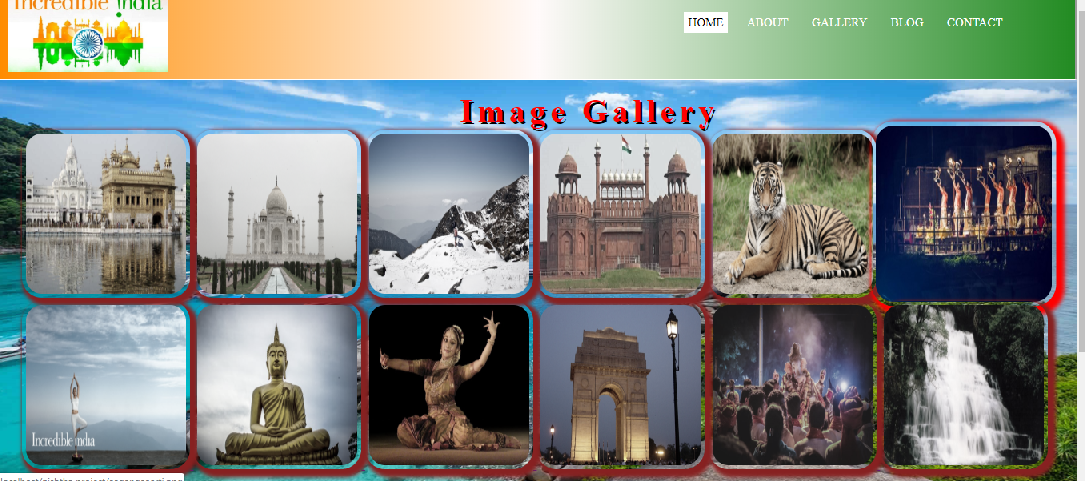 Incredible India
HOME ABOUT GALLERY BLOG CONTACT
Image Gallery
Incredible india